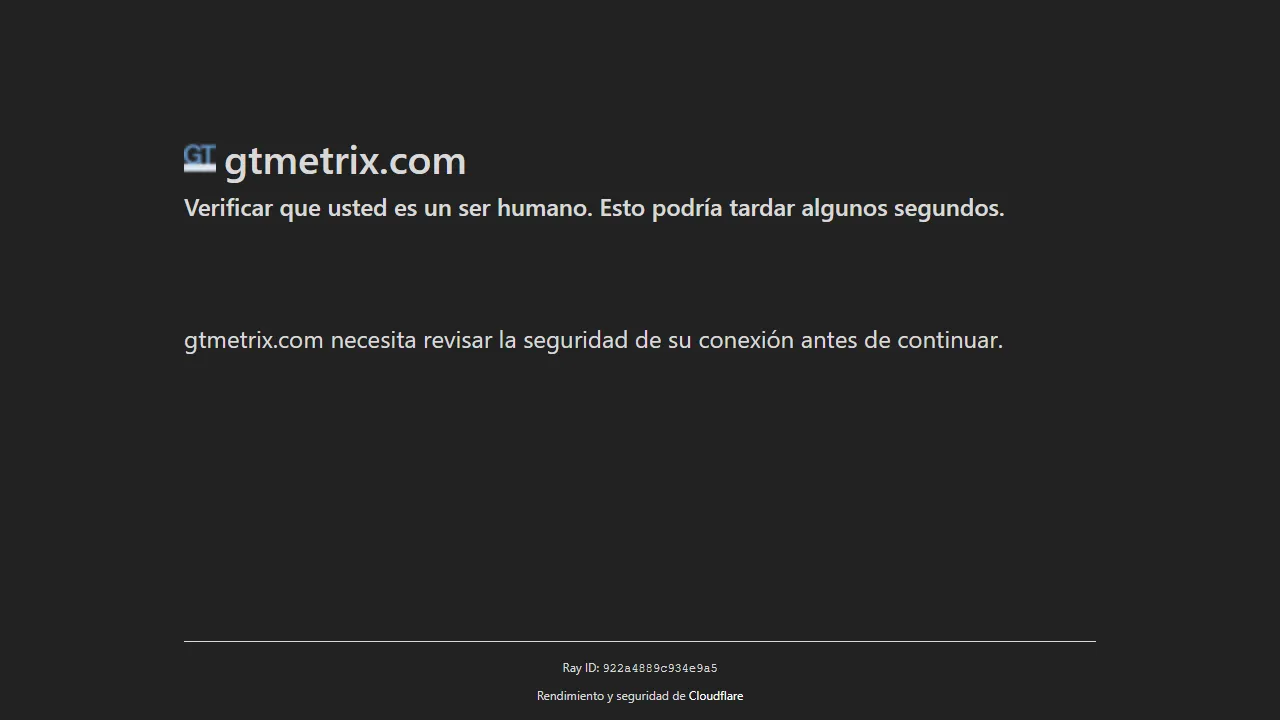 GT gtmetrix.com
Verificar que usted es un ser humano. Esto podría tardar algunos segundos.
gtmetrix.com necesita revisar la seguridad de su conexión antes de continuar.
Ray ID: 922a4889c934e9a5
Rendimiento y seguridad de Cloudflare